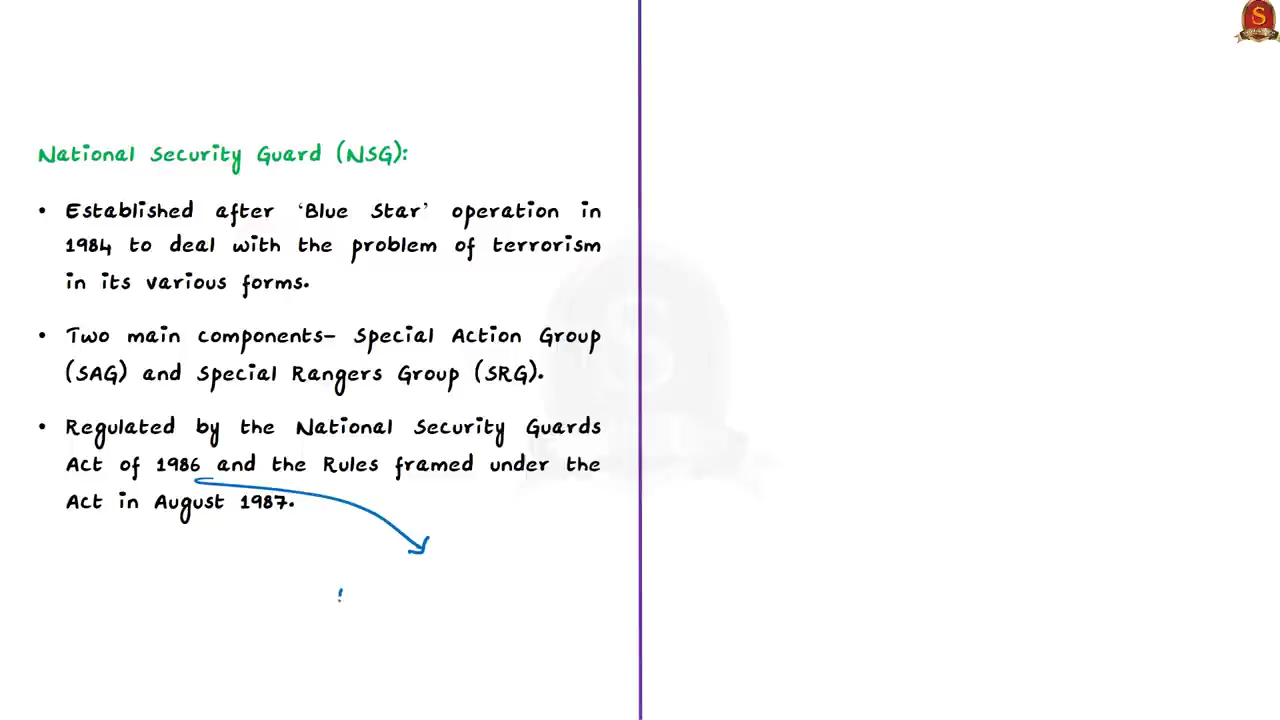 S
National Security Guard (NSG):
• Established after ‘Blue Star’ operation in
1984 to deal with the problem of terrorism
in its various forms.
• Two main components- Special Action Group
(SAG) and Special Rangers Group (SRG).
• Regulated by the National Security Guards
Act of 1986 and the Rules framed under the
Act in August 1987.